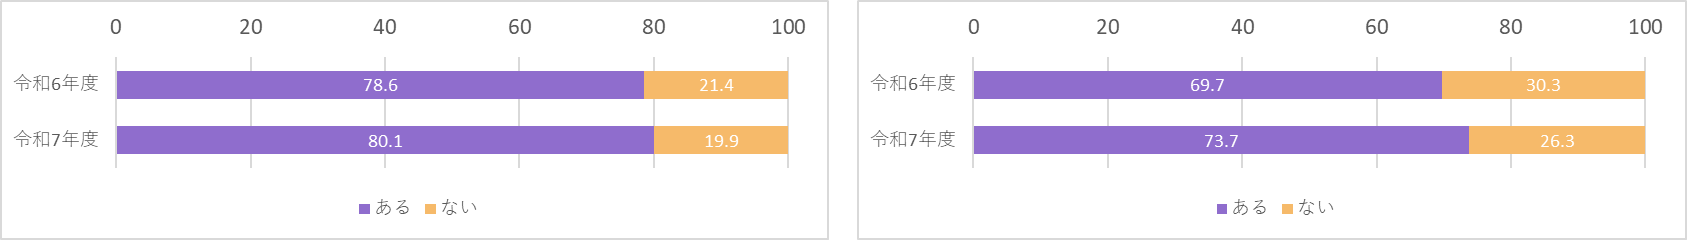 0 20 40 60 80 100
令和6年度 78.6 21.4
令和7年度 80.1 19.9
ある ない
0 20 40 60 80 100
令和6年度 69.7 30.3
令和7年度 73.7 26.3
ある ない